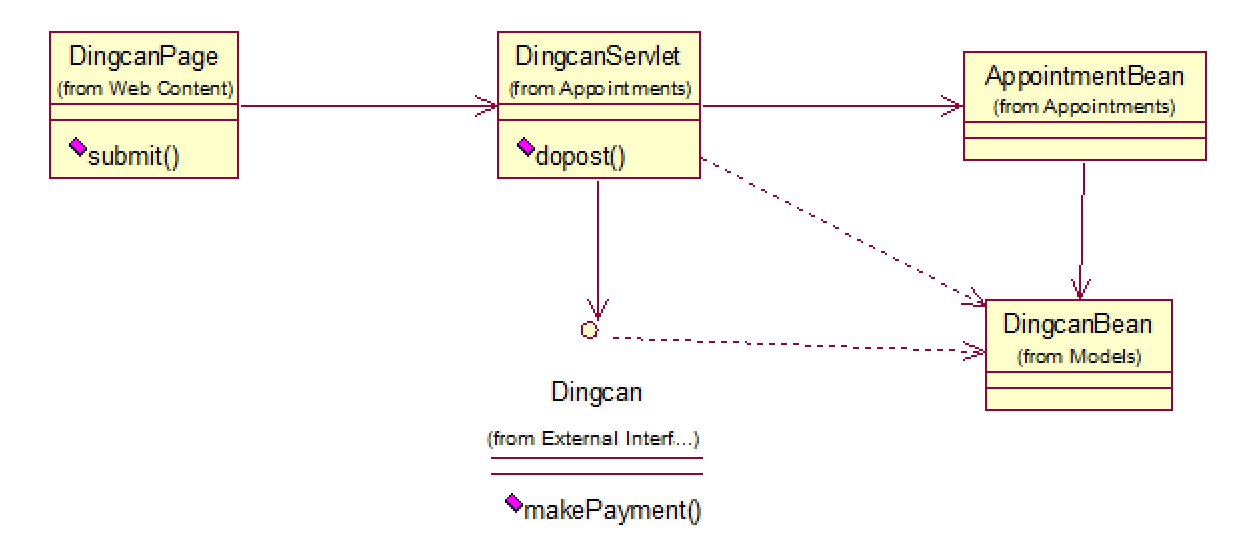 DingcanPage
(from Web Content)
submit()
DingcanServlet
(from Appointments)
dopost()
AppointmentBean
(from Appointments)
DingcanBean
(from Models)
Dingcan
(from External Interf...)
makePayment()